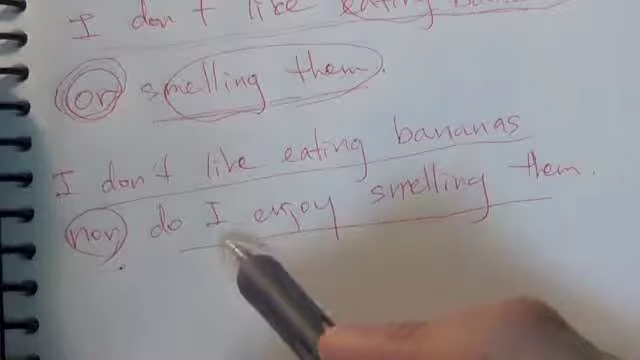 I don't like eating
or smelling them.
I don't like eating bananas
nor do I enjoy smelling them.